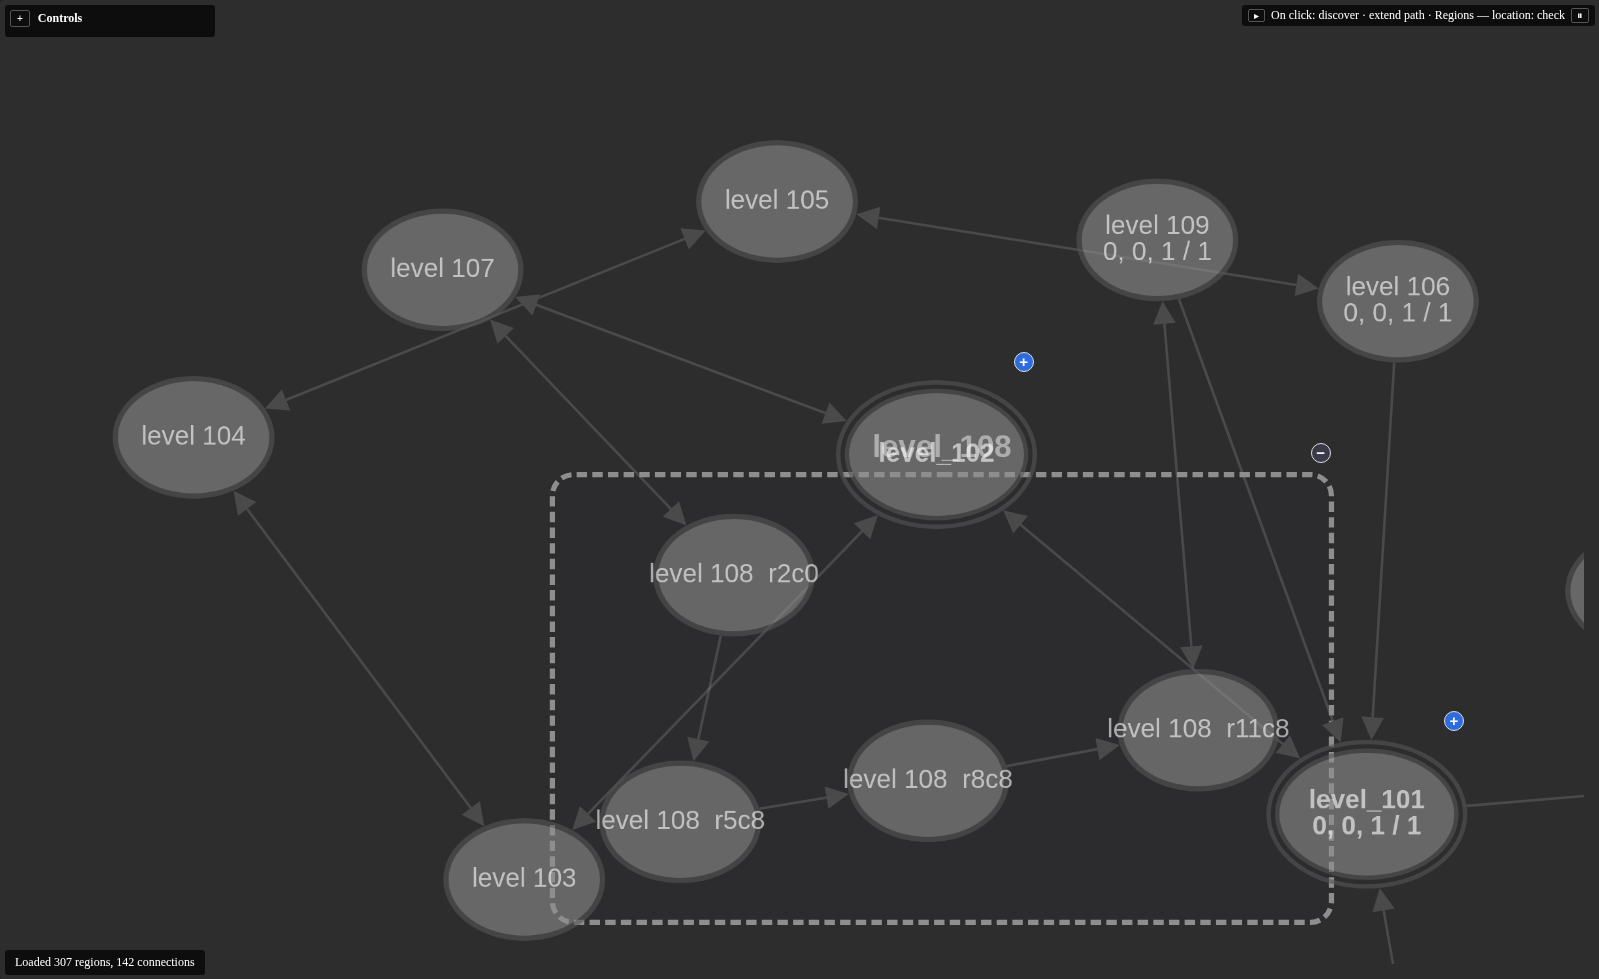 + Controls
▸ On click: discover · extend path · Regions — location: check ⏸
level 105
level 109
0, 0, 1 / 1
level 107
level 106
0, 0, 1 / 1
+
level 104
level_108
level_102
−
level 108 r2c0
+
level 108 r11c8
level 108 r8c8
level_101
0, 0, 1 / 1
level 108 r5c8
level 103
Loaded 307 regions, 142 connections